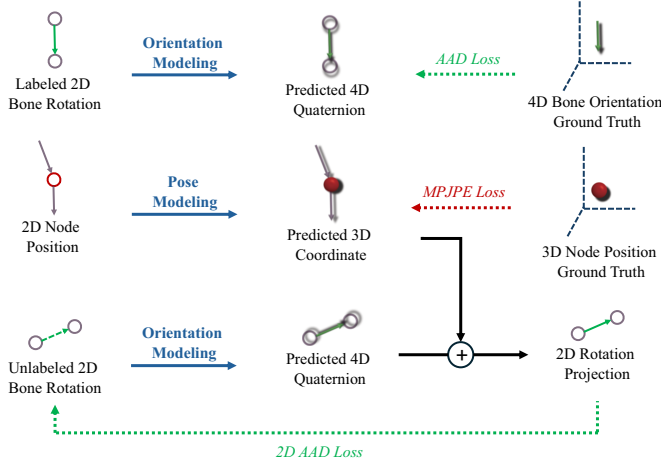 Orientation
Modeling
AAD Loss
Labeled 2D
Bone Rotation
Predicted 4D
Quaternion
4D Bone Orientation
Ground Truth
Pose
Modeling
MPJPE Loss
2D Node
Position
Predicted 3D
Coordinate
3D Node Position
Ground Truth
Orientation
Modeling
+
Unlabeled 2D
Bone Rotation
Predicted 4D
Quaternion
2D Rotation
Projection
2D AAD Loss